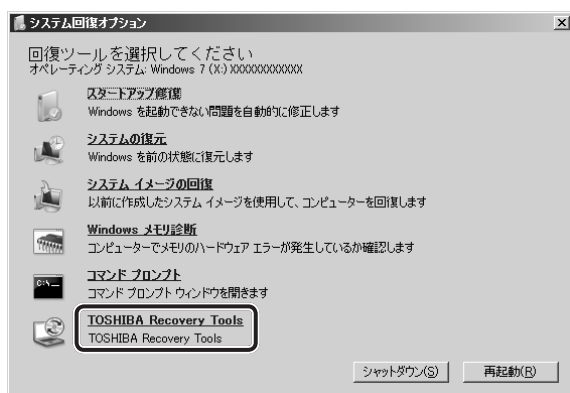 システム回復オプション
回復ツールを選択してください
オペレーティング システム: Windows 7 (X:) XXXXXXXXXXXX
スタートアップ修復
Windows を起動できない問題を自動的に修正します
システムの復元
Windows を前の状態に復元します
システム イメージの回復
以前に作成したシステム イメージを使用して、コンピューターを回復します
Windows メモリ診断
コンピューターでメモリのハードウェア エラーが発生しているか確認します
C:\_
コマンド プロンプト
コマンド プロンプト ウィンドウを開きます
TOSHIBA Recovery Tools
TOSHIBA Recovery Tools
シャットダウン(S) 再起動(R)